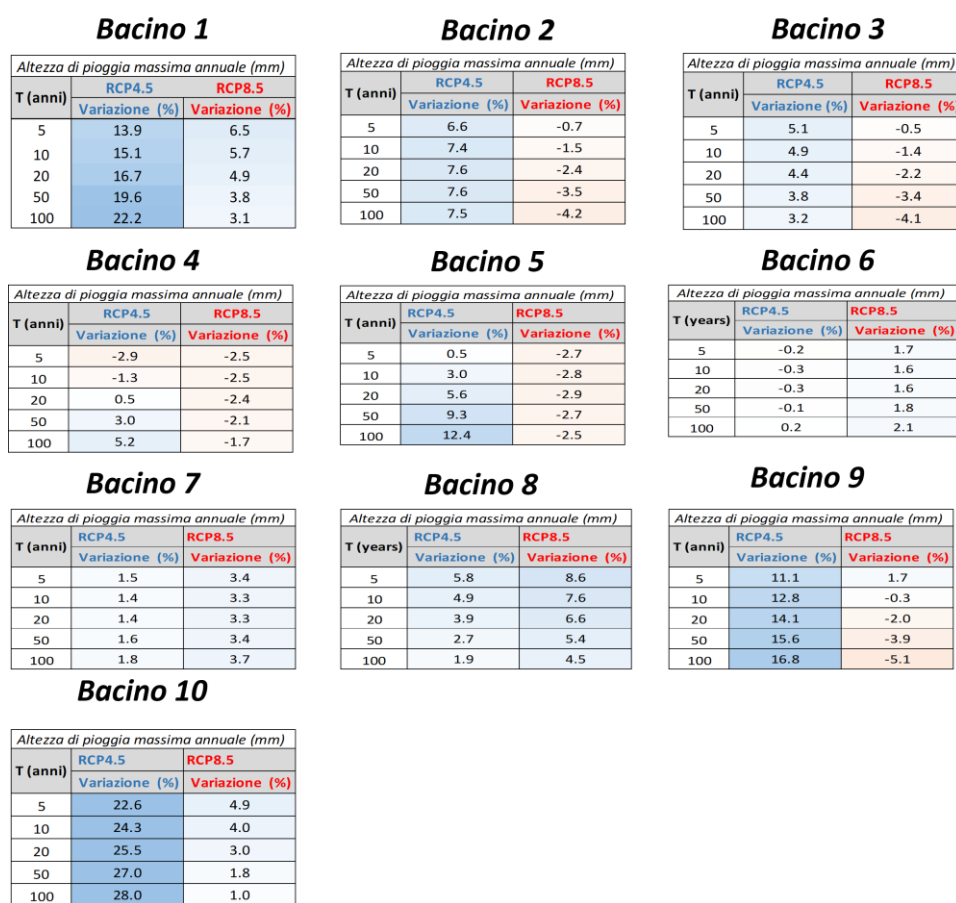 Bacino 1
Altezza di pioggia massima annuale (mm)
T (anni) RCP4.5 RCP8.5
Variazione (%) Variazione (%)
5 13.9 6.5
10 15.1 5.7
20 16.7 4.9
50 19.6 3.8
100 22.2 3.1
Bacino 2
Altezza di pioggia massima annuale (mm)
T (anni) RCP4.5 RCP8.5
Variazione (%) Variazione (%)
5 6.6 -0.7
10 7.4 -1.5
20 7.6 -2.4
50 7.6 -3.5
100 7.5 -4.2
Bacino 3
Altezza di pioggia massima annuale (mm)
T (anni) RCP4.5 RCP8.5
Variazione (%) Variazione (%)
5 5.1 -0.5
10 4.9 -1.4
20 4.4 -2.2
50 3.8 -3.4
100 3.2 -4.1
Bacino 4
Altezza di pioggia massima annuale (mm)
T (anni) RCP4.5 RCP8.5
Variazione (%) Variazione (%)
5 -2.9 -2.5
10 -1.3 -2.5
20 0.5 -2.4
50 3.0 -2.1
100 5.2 -1.7
Bacino 5
Altezza di pioggia massima annuale (mm)
T (anni) RCP4.5 RCP8.5
Variazione (%) Variazione (%)
5 0.5 -2.7
10 3.0 -2.8
20 5.6 -2.9
50 9.3 -2.7
100 12.4 -2.5
Bacino 6
Altezza di pioggia massima annuale (mm)
T (years) RCP4.5 RCP8.5
Variazione (%) Variazione (%)
5 -0.2 1.7
10 -0.3 1.6
20 -0.3 1.6
50 -0.1 1.8
100 0.2 2.1
Bacino 7
Altezza di pioggia massima annuale (mm)
T (anni) RCP4.5 RCP8.5
Variazione (%) Variazione (%)
5 1.5 3.4
10 1.4 3.3
20 1.4 3.3
50 1.6 3.4
100 1.8 3.7
Bacino 8
Altezza di pioggia massima annuale (mm)
T (years) RCP4.5 RCP8.5
Variazione (%) Variazione (%)
5 5.8 8.6
10 4.9 7.6
20 3.9 6.6
50 2.7 5.4
100 1.9 4.5
Bacino 9
Altezza di pioggia massima annuale (mm)
T (anni) RCP4.5 RCP8.5
Variazione (%) Variazione (%)
5 11.1 1.7
10 12.8 -0.3
20 14.1 -2.0
50 15.6 -3.9
100 16.8 -5.1
Bacino 10
Altezza di pioggia massima annuale (mm)
T (anni) RCP4.5 RCP8.5
Variazione (%) Variazione (%)
5 22.6 4.9
10 24.3 4.0
20 25.5 3.0
50 27.0 1.8
100 28.0 1.0